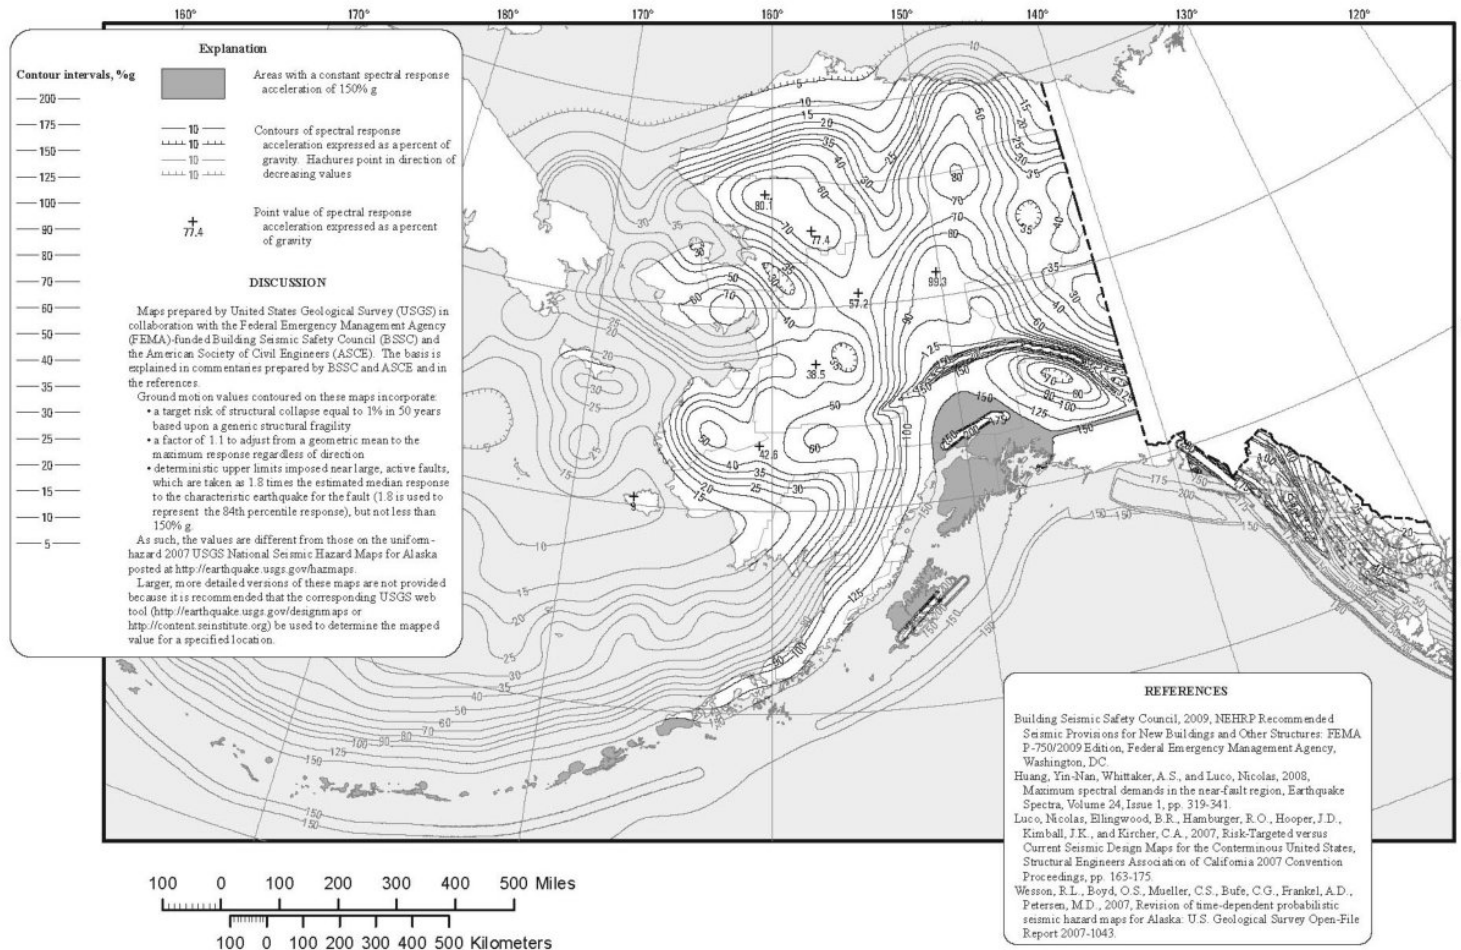 180° 170° 180° 170° 160° 150° 140° 130° 120°
Explanation
Contour intervals, %g
200
175
150
125
100
90
80
70
60
50
40
35
30
25
20
15
10
5
Areas with a constant spectral response
acceleration of 150% g
10
10
10
10
Contours of spectral response
acceleration expressed as a percent of
gravity. Hachures point in direction of
decreasing values
+
77.4
Point value of spectral response
acceleration expressed as a percent
of gravity
DISCUSSION
Maps prepared by United States Geological Survey (USGS) in
collaboration with the Federal Emergency Management Agency
(FEMA)-funded Building Seismic Safety Council (BSSC) and
the American Society of Civil Engineers (ASCE). The basis is
explained in commentaries prepared by BSSC and ASCE and in
the references.
Ground motion values contoured on these maps incorporate:
• a target risk of structural collapse equal to 1% in 50 years
based upon a generic structural fragility
• a factor of 1.1 to adjust from a geometric mean to the
maximum response regardless of direction
• deterministic upper limits imposed near large, active faults,
which are taken as 1.8 times the estimated median response
to the characteristic earthquake for the fault (1.8 is used to
represent the 84th percentile response), but not less than
150% g.
As such, the values are different from those on the uniform-
hazard 2007 USGS National Seismic Hazard Maps for Alaska
posted at http://earthquake.usgs.gov/hazmaps.
Larger, more detailed versions of these maps are not provided
because it is recommended that the corresponding USGS web
tool (http://earthquake.usgs.gov/designmaps or
http://content.seinstitute.org) be used to determine the mapped
value for a specified location.
80.1
77.4
57.2
99.3
38.5
42.6
9
REFERENCES
Building Seismic Safety Council, 2009, NEHRP Recommended
Seismic Provisions for New Buildings and Other Structures: FEMA
P-750/2009 Edition, Federal Emergency Management Agency,
Washington, DC.
Huang, Yin-Nan, Whittaker, A.S., and Luco, Nicolas, 2008,
Maximum spectral demands in the near-fault region, Earthquake
Spectra, Volume 24, Issue 1, pp. 319-341.
Luco, Nicolas, Ellingwood, B.R., Hamburger, R.O., Hooper, J.D.,
Kimball, J.K., and Kircher, C.A., 2007, Risk-Targeted versus
Current Seismic Design Maps for the Conterminous United States,
Structural Engineers Association of California 2007 Convention
Proceedings, pp. 163-175.
Wesson, R.L., Boyd, O.S., Mueller, C.S., Bufe, C.G., Frankel, A.D.,
Petersen, M.D., 2007, Revision of time-dependent probabilistic
seismic hazard maps for Alaska: U.S. Geological Survey Open-File
Report 2007-1043.
100 0 100 200 300 400 500 Miles
100 0 100 200 300 400 500 Kilometers